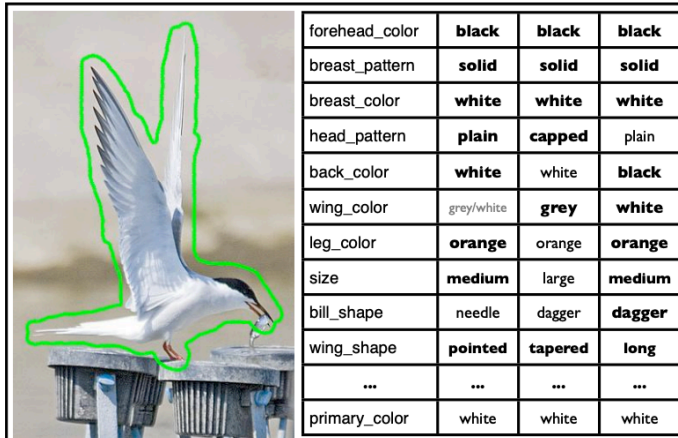 forehead_color black black black
breast_pattern solid solid solid
breast_color white white white
head_pattern plain capped plain
back_color white white black
wing_color grey/white grey white
leg_color orange orange orange
size medium large medium
bill_shape needle dagger dagger
wing_shape pointed tapered long
... ... ... ...
primary_color white white white